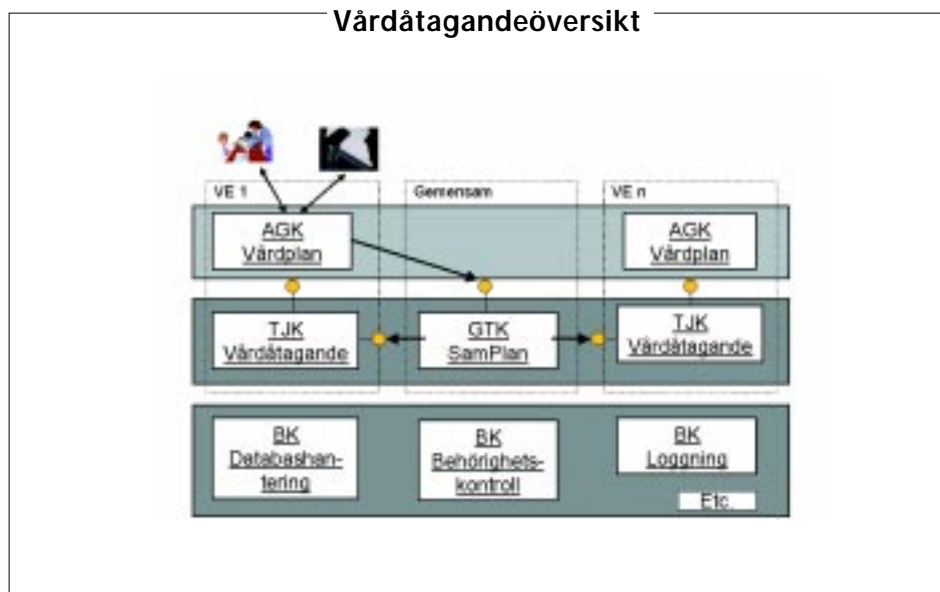 Vårdåtagandeöversikt
VE 1
Gemensam
VE n
AGK
Vårdplan
AGK
Vårdplan
TJK
Vårdåtagande
GTK
SamPlan
TJK
Vårdåtagande
BK
Databashan-
tering
BK
Behörighets-
kontroll
BK
Loggning
Etc.